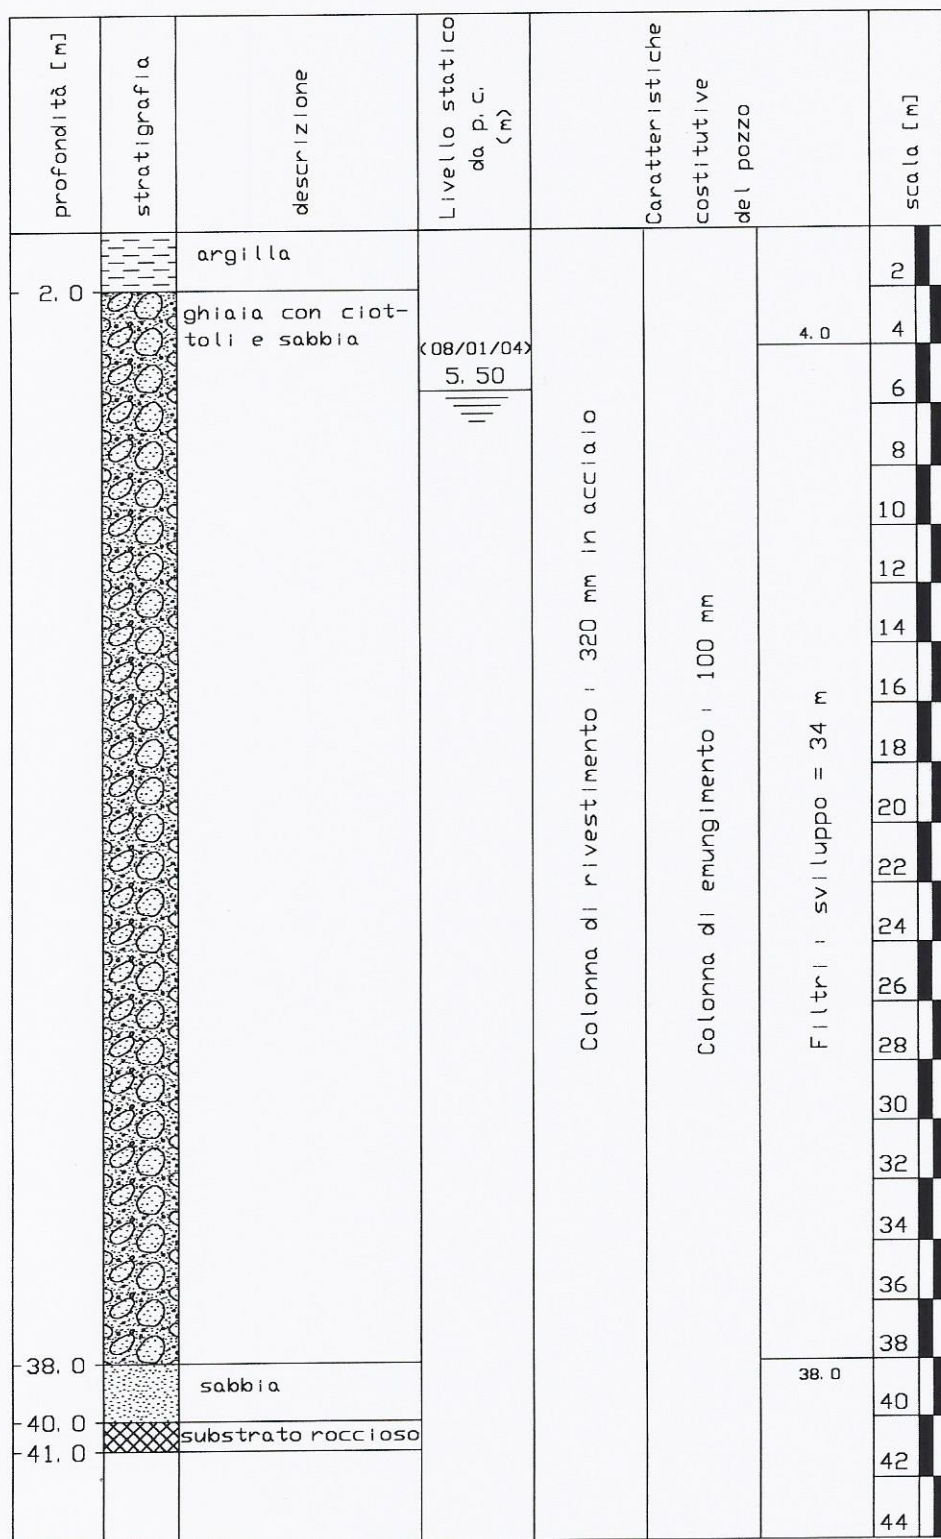 profondità [m]
stratigrafia
descrizione
Livello statico
da p.c.
(m)
Caratteristiche
costitutive
del pozzo
scala [m]
argilla
2.0
ghiaia con ciot-
toli e sabbia
(08/01/04)
5.50
4.0
Colonna di rivestimento : 320 mm in acciaio
Colonna di emungimento : 100 mm
Filtri : sviluppo = 34 m
38.0
38.0
sabbia
40.0
substrato roccioso
41.0
2
4
6
8
10
12
14
16
18
20
22
24
26
28
30
32
34
36
38
40
42
44